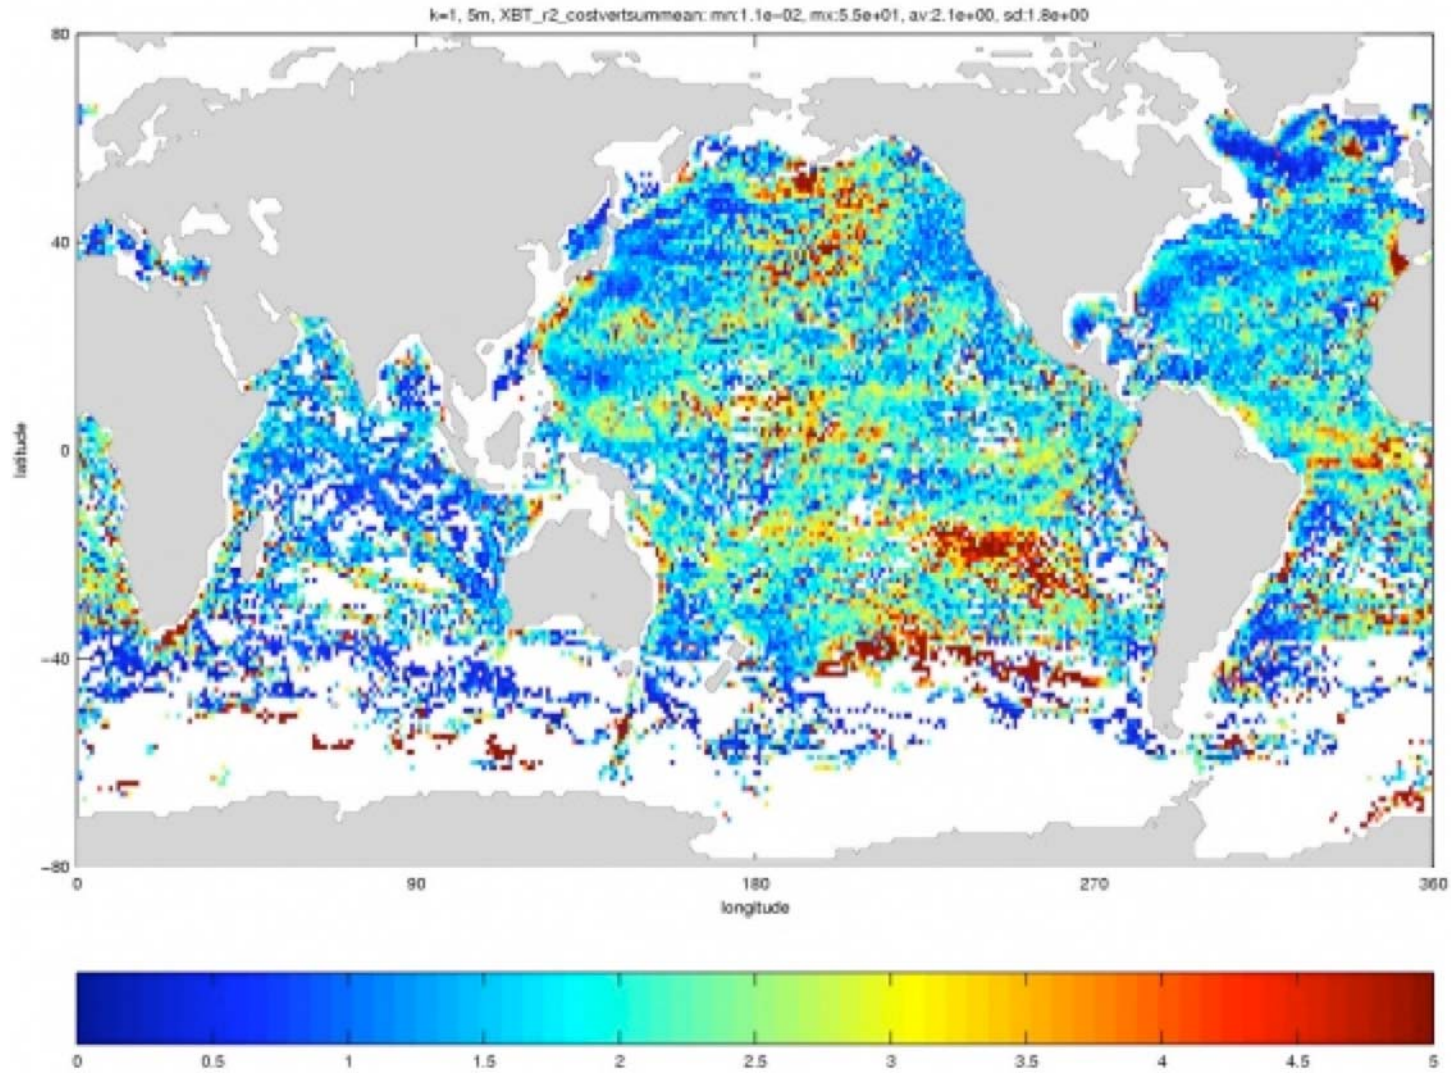 k=1, 5m, XBT_r2_costvertsummean: mn:1.1e−02, mx:5.5e+01, av:2.1e+00, sd:1.8e+00
80
40
0
−40
−80
latitude
0 90 180 270 360
longitude
0 0.5 1 1.5 2 2.5 3 3.5 4 4.5 5